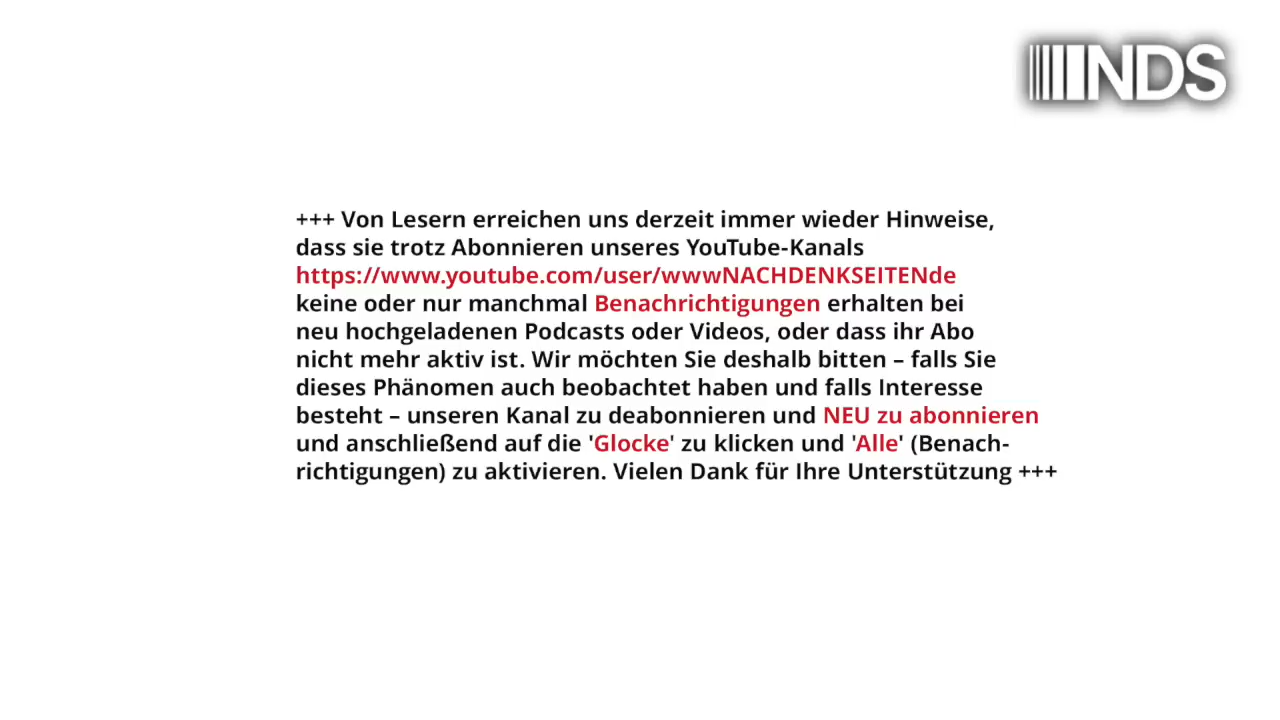 NDS
+++ Von Lesern erreichen uns derzeit immer wieder Hinweise,
dass sie trotz Abonnieren unseres YouTube-Kanals
https://www.youtube.com/user/wwwNACHDENKSEITENde
keine oder nur manchmal Benachrichtigungen erhalten bei
neu hochgeladenen Podcasts oder Videos, oder dass ihr Abo
nicht mehr aktiv ist. Wir möchten Sie deshalb bitten – falls Sie
dieses Phänomen auch beobachtet haben und falls Interesse
besteht – unseren Kanal zu deabonnieren und NEU zu abonnieren
und anschließend auf die 'Glocke' zu klicken und 'Alle' (Benach-
richtigungen) zu aktivieren. Vielen Dank für Ihre Unterstützung +++